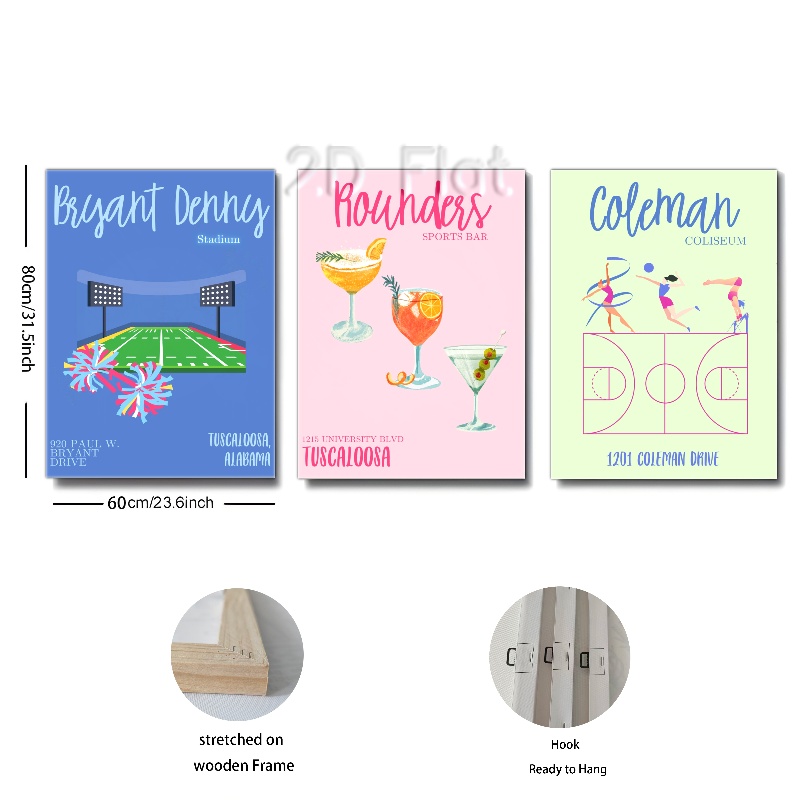 2D Flat
Bryant Denny
Stadium
920 PAUL W.
BRYANT
DRIVE
TUSCALOOSA,
ALABAMA
Rounders
SPORTS BAR
1215 UNIVERSITY BLVD
TUSCALOOSA
Coleman
COLISEUM
1201 COLEMAN DRIVE
80cm/31.5inch
60cm/23.6inch
stretched on
wooden Frame
Hook
Ready to Hang